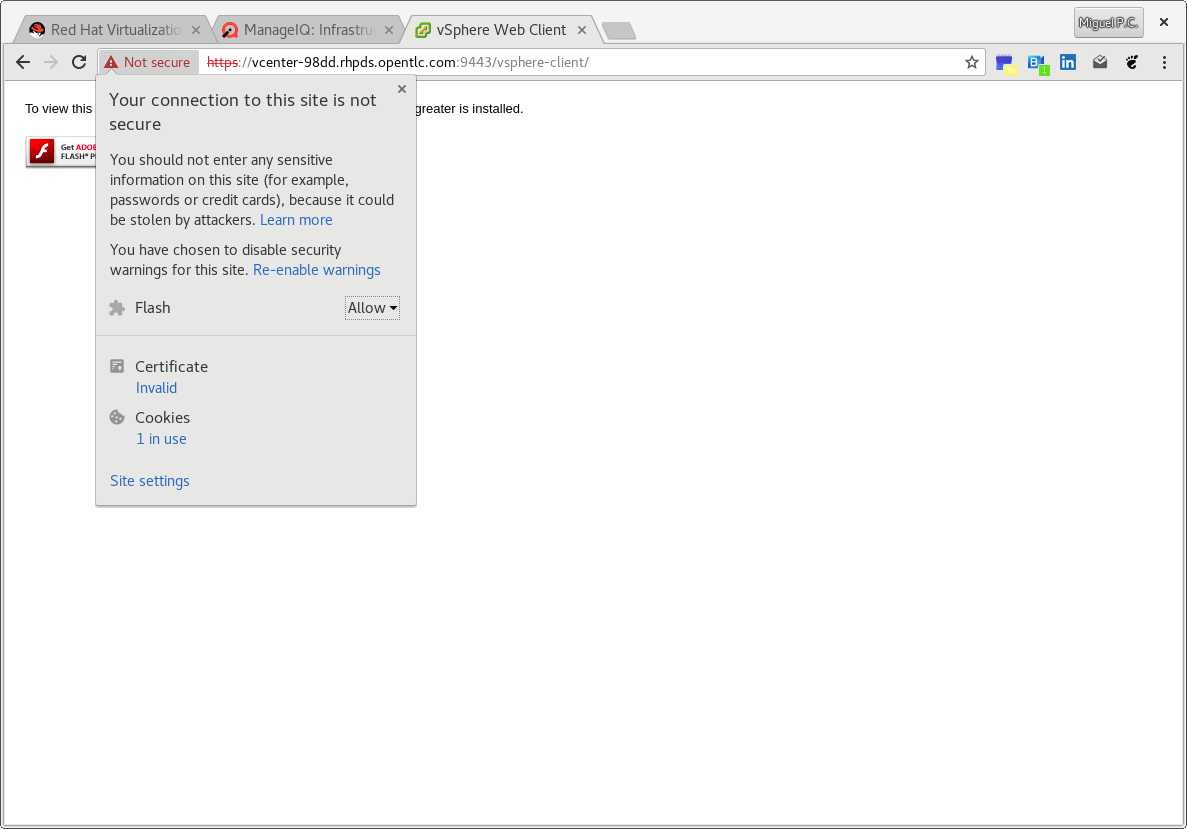 Red Hat Virtualizatio
ManageIQ: Infrastru
vSphere Web Client
Miguel P.C.
Not secure
https://vcenter-98dd.rhpds.opentlc.com:9443/vsphere-client/
To view this
greater is installed.
Get ADOB
FLASH® P
Your connection to this site is not
secure
You should not enter any sensitive
information on this site (for example,
passwords or credit cards), because it could
be stolen by attackers. Learn more
You have chosen to disable security
warnings for this site. Re-enable warnings
Flash
Allow
Certificate
Invalid
Cookies
1 in use
Site settings